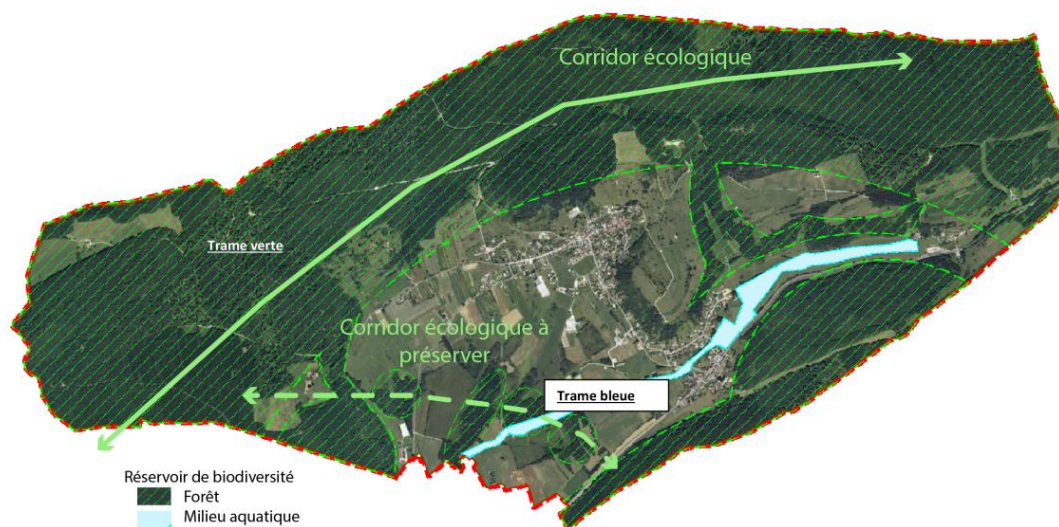 Corridor écologique
Trame verte
Corridor écologique à
préserver
Trame bleue
Réservoir de biodiversité
Forêt
Milieu aquatique